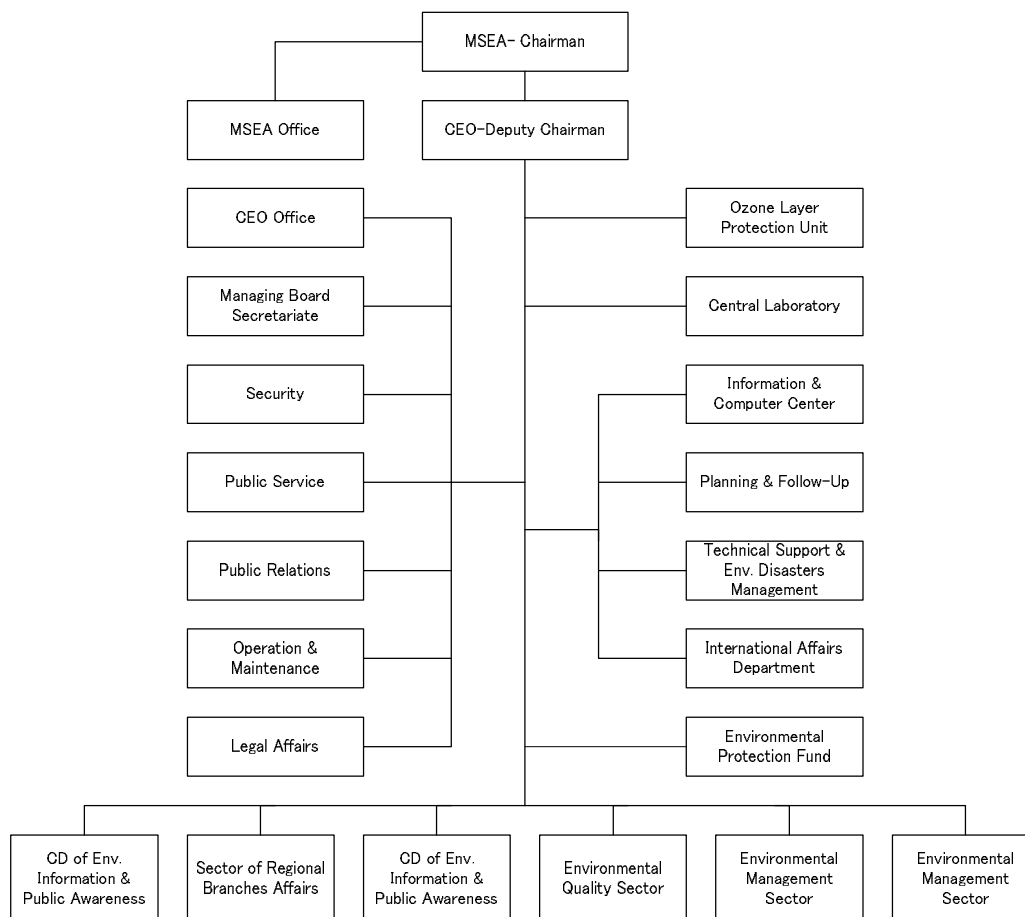 MSEA- Chairman
MSEA Office
CEO-Deputy Chairman
CEO Office
Ozone Layer
Protection Unit
Managing Board
Secretariate
Central Laboratory
Security
Information &
Computer Center
Public Service
Planning & Follow-Up
Public Relations
Technical Support &
Env. Disasters
Management
Operation &
Maintenance
International Affairs
Department
Legal Affairs
Environmental
Protection Fund
CD of Env.
Information &
Public Awareness
Sector of Regional
Branches Affairs
CD of Env.
Information &
Public Awareness
Environmental
Quality Sector
Environmental
Management
Sector
Environmental
Management
Sector